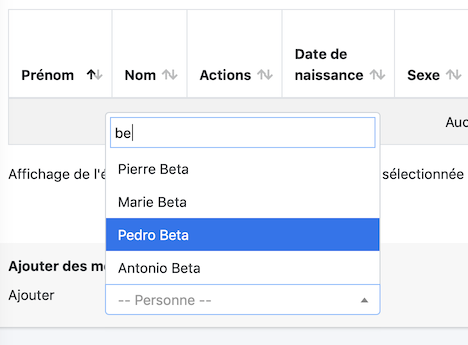 Date de
Prénom Nom Actions naissance Sexe
Auc
be
Pierre Beta
Affichage de l'é sélectionnée
Marie Beta
Pedro Beta
Ajouter des m
Antonio Beta
Ajouter -- Personne --